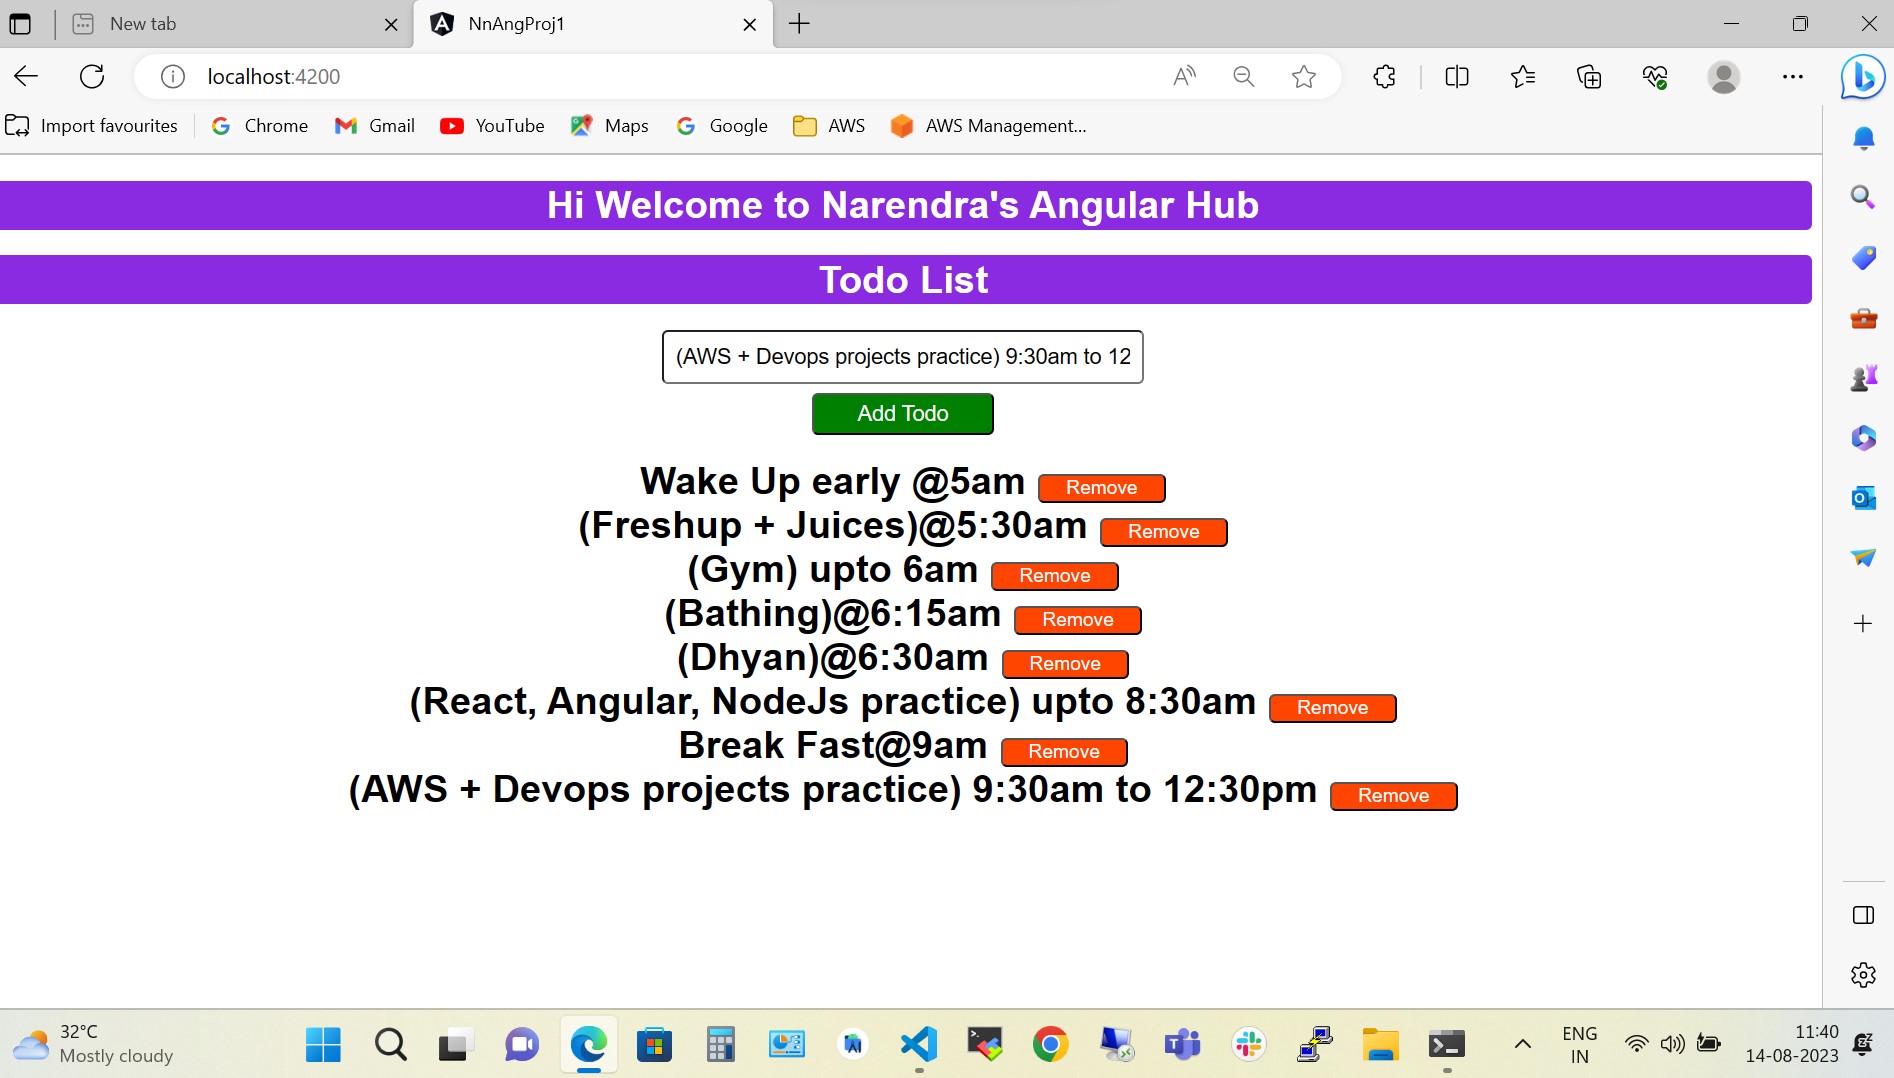 New tab
NnAngProj1
localhost:4200
Import favourites
Chrome
Gmail
YouTube
Maps
Google
AWS
AWS Management...
Hi Welcome to Narendra's Angular Hub
Todo List
(AWS + Devops projects practice) 9:30am to 12
Add Todo
Wake Up early @5am Remove
(Freshup + Juices)@5:30am Remove
(Gym) upto 6am Remove
(Bathing)@6:15am Remove
(Dhyan)@6:30am Remove
(React, Angular, NodeJs practice) upto 8:30am Remove
Break Fast@9am Remove
(AWS + Devops projects practice) 9:30am to 12:30pm Remove
32°C
Mostly cloudy
ENG
IN
11:40
14-08-2023